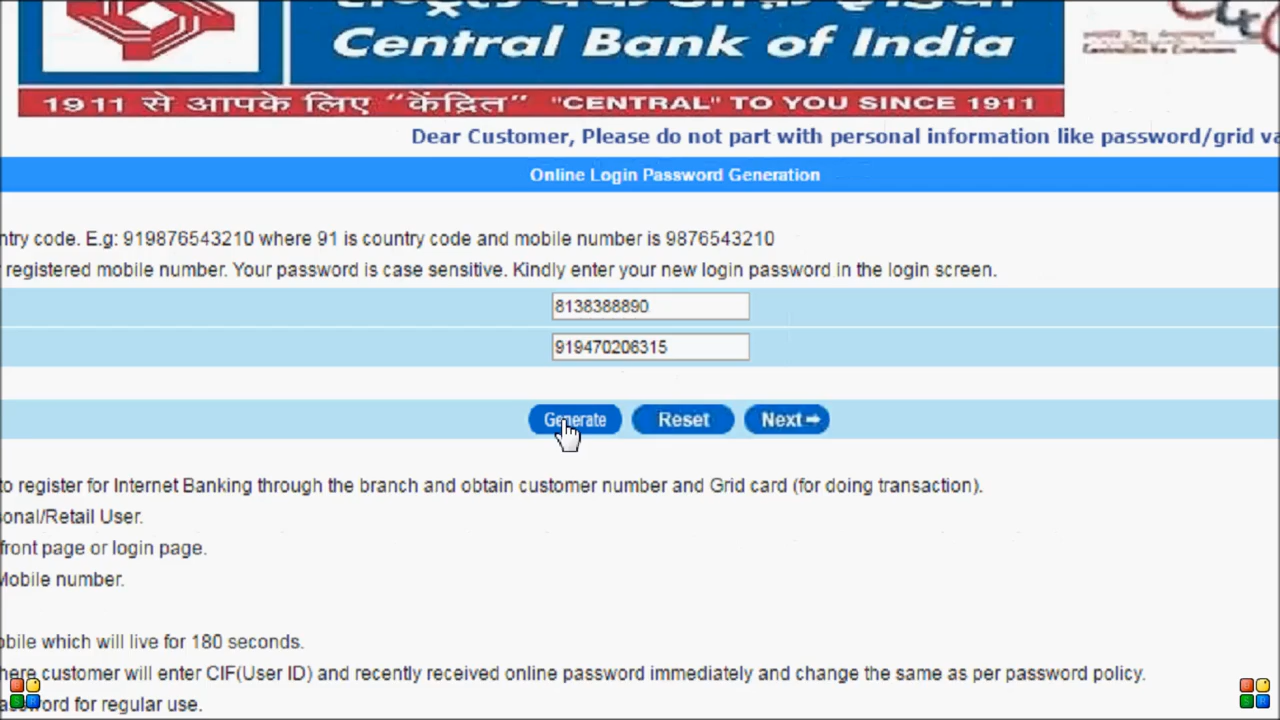 सेन्ट्रल बैंक ऑफ़ इंडिया
Central Bank of India
1911 से आपके लिए “केंद्रित” "CENTRAL" TO YOU SINCE 1911
Dear Customer, Please do not part with personal information like password/grid va
Online Login Password Generation
ntry code. E.g: 919876543210 where 91 is country code and mobile number is 9876543210
registered mobile number. Your password is case sensitive. Kindly enter your new login password in the login screen.
8138388890
919470206315
Generate Reset Next
to register for Internet Banking through the branch and obtain customer number and Grid card (for doing transaction).
sonal/Retail User.
front page or login page.
Mobile number.
obile which will live for 180 seconds.
here customer will enter CIF(User ID) and recently received online password immediately and change the same as per password policy.
assword for regular use.